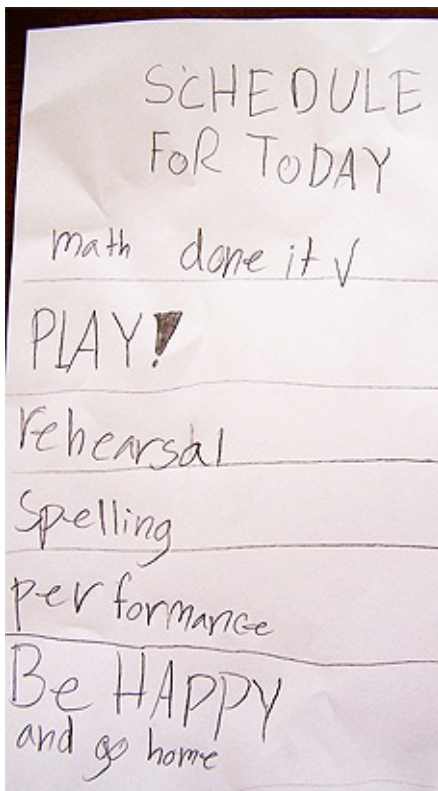 SCHEDULE
FOR TODAY
math done it √
PLAY!
rehearsal
Spelling
performance
Be HAPPY
and go home